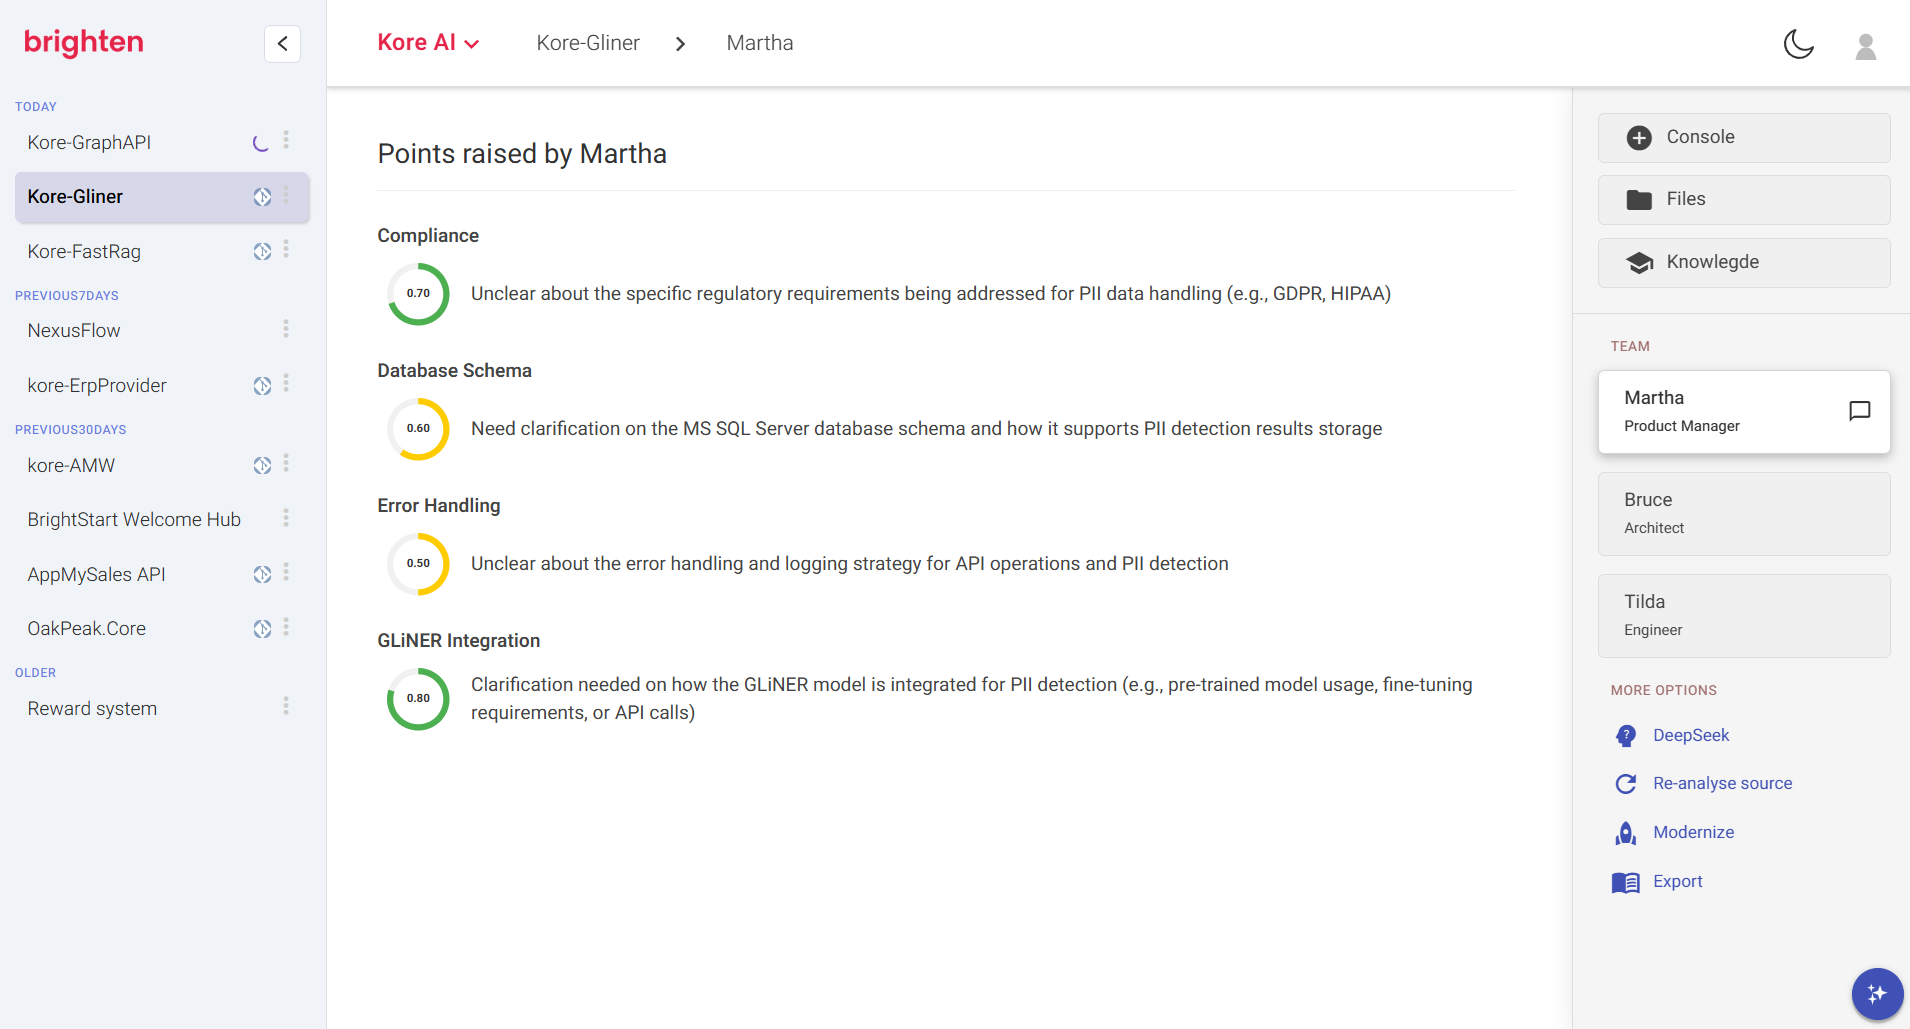 brighten
TODAY
Kore-GraphAPI
Kore-Gliner
Kore-FastRag
PREVIOUS7DAYS
NexusFlow
kore-ErpProvider
PREVIOUS30DAYS
kore-AMW
BrightStart Welcome Hub
AppMySales API
OakPeak.Core
OLDER
Reward system
Kore AI
Kore-Gliner
Martha
Points raised by Martha
Compliance
0.70
Unclear about the specific regulatory requirements being addressed for PII data handling (e.g., GDPR, HIPAA)
Database Schema
0.60
Need clarification on the MS SQL Server database schema and how it supports PII detection results storage
Error Handling
0.50
Unclear about the error handling and logging strategy for API operations and PII detection
GLiNER Integration
0.80
Clarification needed on how the GLiNER model is integrated for PII detection (e.g., pre-trained model usage, fine-tuning
requirements, or API calls)
Console
Files
Knowlegde
TEAM
Martha
Product Manager
Bruce
Architect
Tilda
Engineer
MORE OPTIONS
DeepSeek
Re-analyse source
Modernize
Export